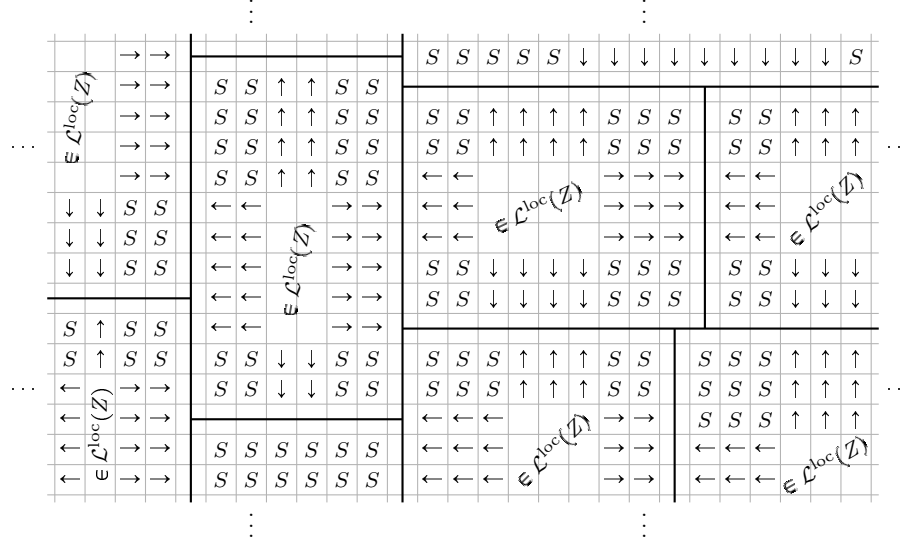 ⋮ ⋮
→ → S S S S S ↓ ↓ ↓ ↓ ↓ ↓ ↓ ↓ ↓ S
→ → S S ↑ ↑ S S
∈ 𝓛^loc(Z) → → S S ↑ ↑ S S S S ↑ ↑ ↑ ↑ S S S S S ↑ ↑ ↑
⋯ → → S S ↑ ↑ S S S S ↑ ↑ ↑ ↑ S S S S S ↑ ↑ ↑ ⋯
→ → S S ↑ ↑ S S ← ← → → → ← ←
↓ ↓ S S ← ← → → ← ← ∈ 𝓛^loc(Z) → → → ← ← ∈ 𝓛^loc(Z)
↓ ↓ S S ← ← → → ← ← → → → ← ←
↓ ↓ S S ← ← ∈ 𝓛^loc(Z) → → S S ↓ ↓ ↓ ↓ S S S S S ↓ ↓ ↓
← ← → → S S ↓ ↓ ↓ ↓ S S S S S ↓ ↓ ↓
S ↑ S S ← ← → →
S ↑ S S S S ↓ ↓ S S S S S ↑ ↑ ↑ S S S S S ↑ ↑ ↑
⋯ ← → → S S ↓ ↓ S S S S S ↑ ↑ ↑ S S S S S ↑ ↑ ↑ ⋯
← ∈ 𝓛^loc(Z) → → ← ← ← → → S S S ↑ ↑ ↑
← → → S S S S S S ← ← ← ∈ 𝓛^loc(Z) → → ← ← ← ∈ 𝓛^loc(Z)
← → → S S S S S S ← ← ← → → ← ← ←
⋮ ⋮